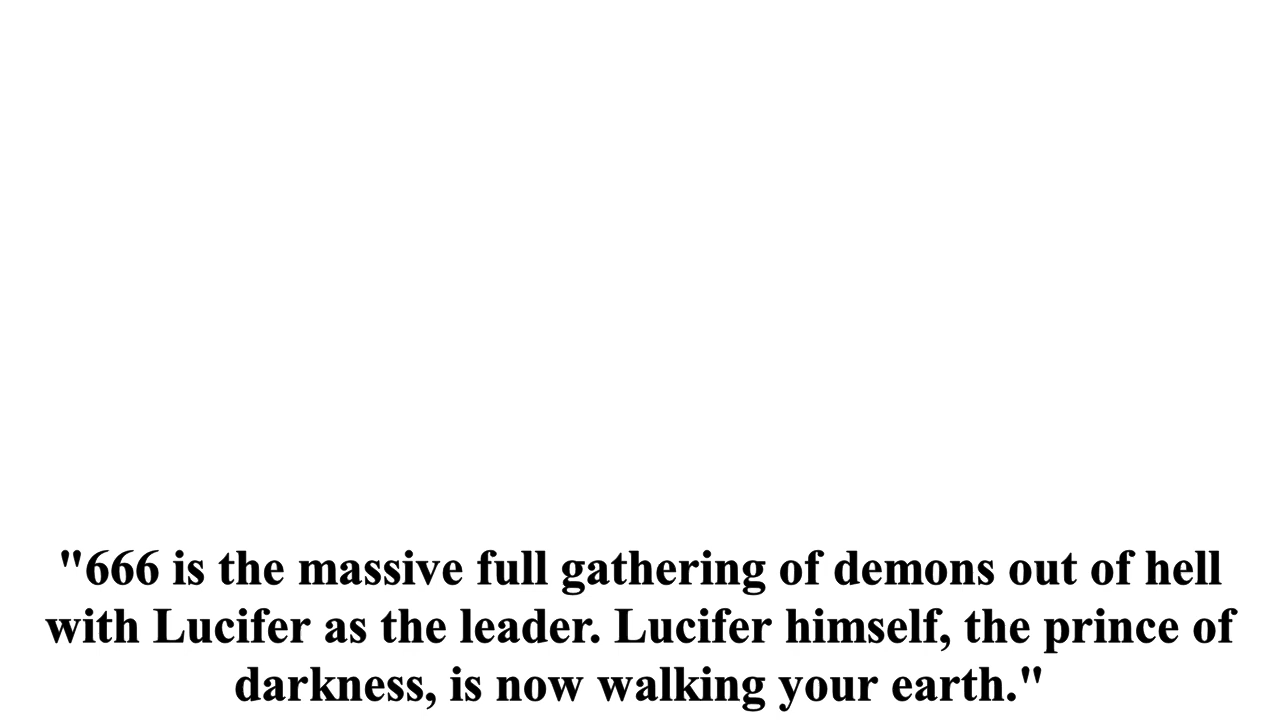 "666 is the massive full gathering of demons out of hell
with Lucifer as the leader. Lucifer himself, the prince of
darkness, is now walking your earth."